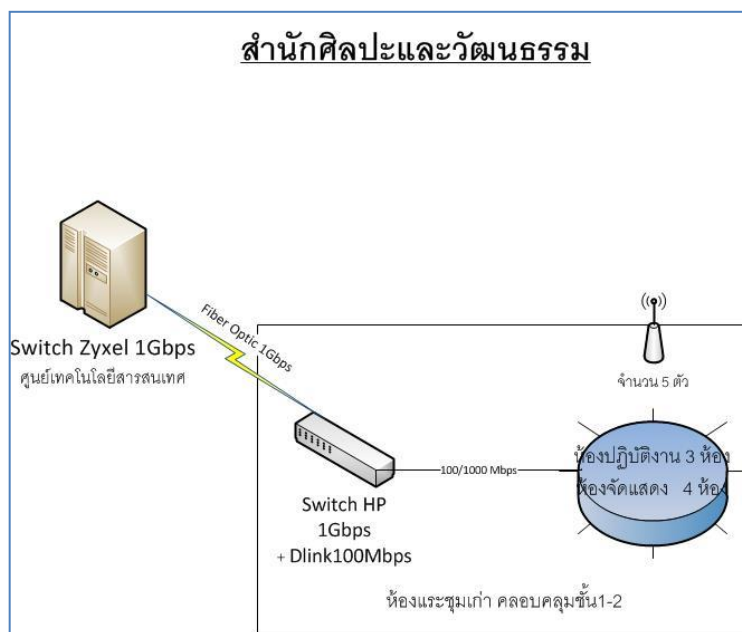 สำนักศิลปะและวัฒนธรรม
Fiber Optic 1Gbps
Switch Zyxel 1Gbps
ศูนย์เทคโนโลยีสารสนเทศ
จำนวน 5 ตัว
Switch HP
1Gbps
+ Dlink100Mbps
100/1000 Mbps
ห้องปฏิบัติงาน 3 ห้อง
ห้องจัดแสดง 4 ห้อง
ห้องแระชุมเก่า คลอบคลุมชั้น1-2